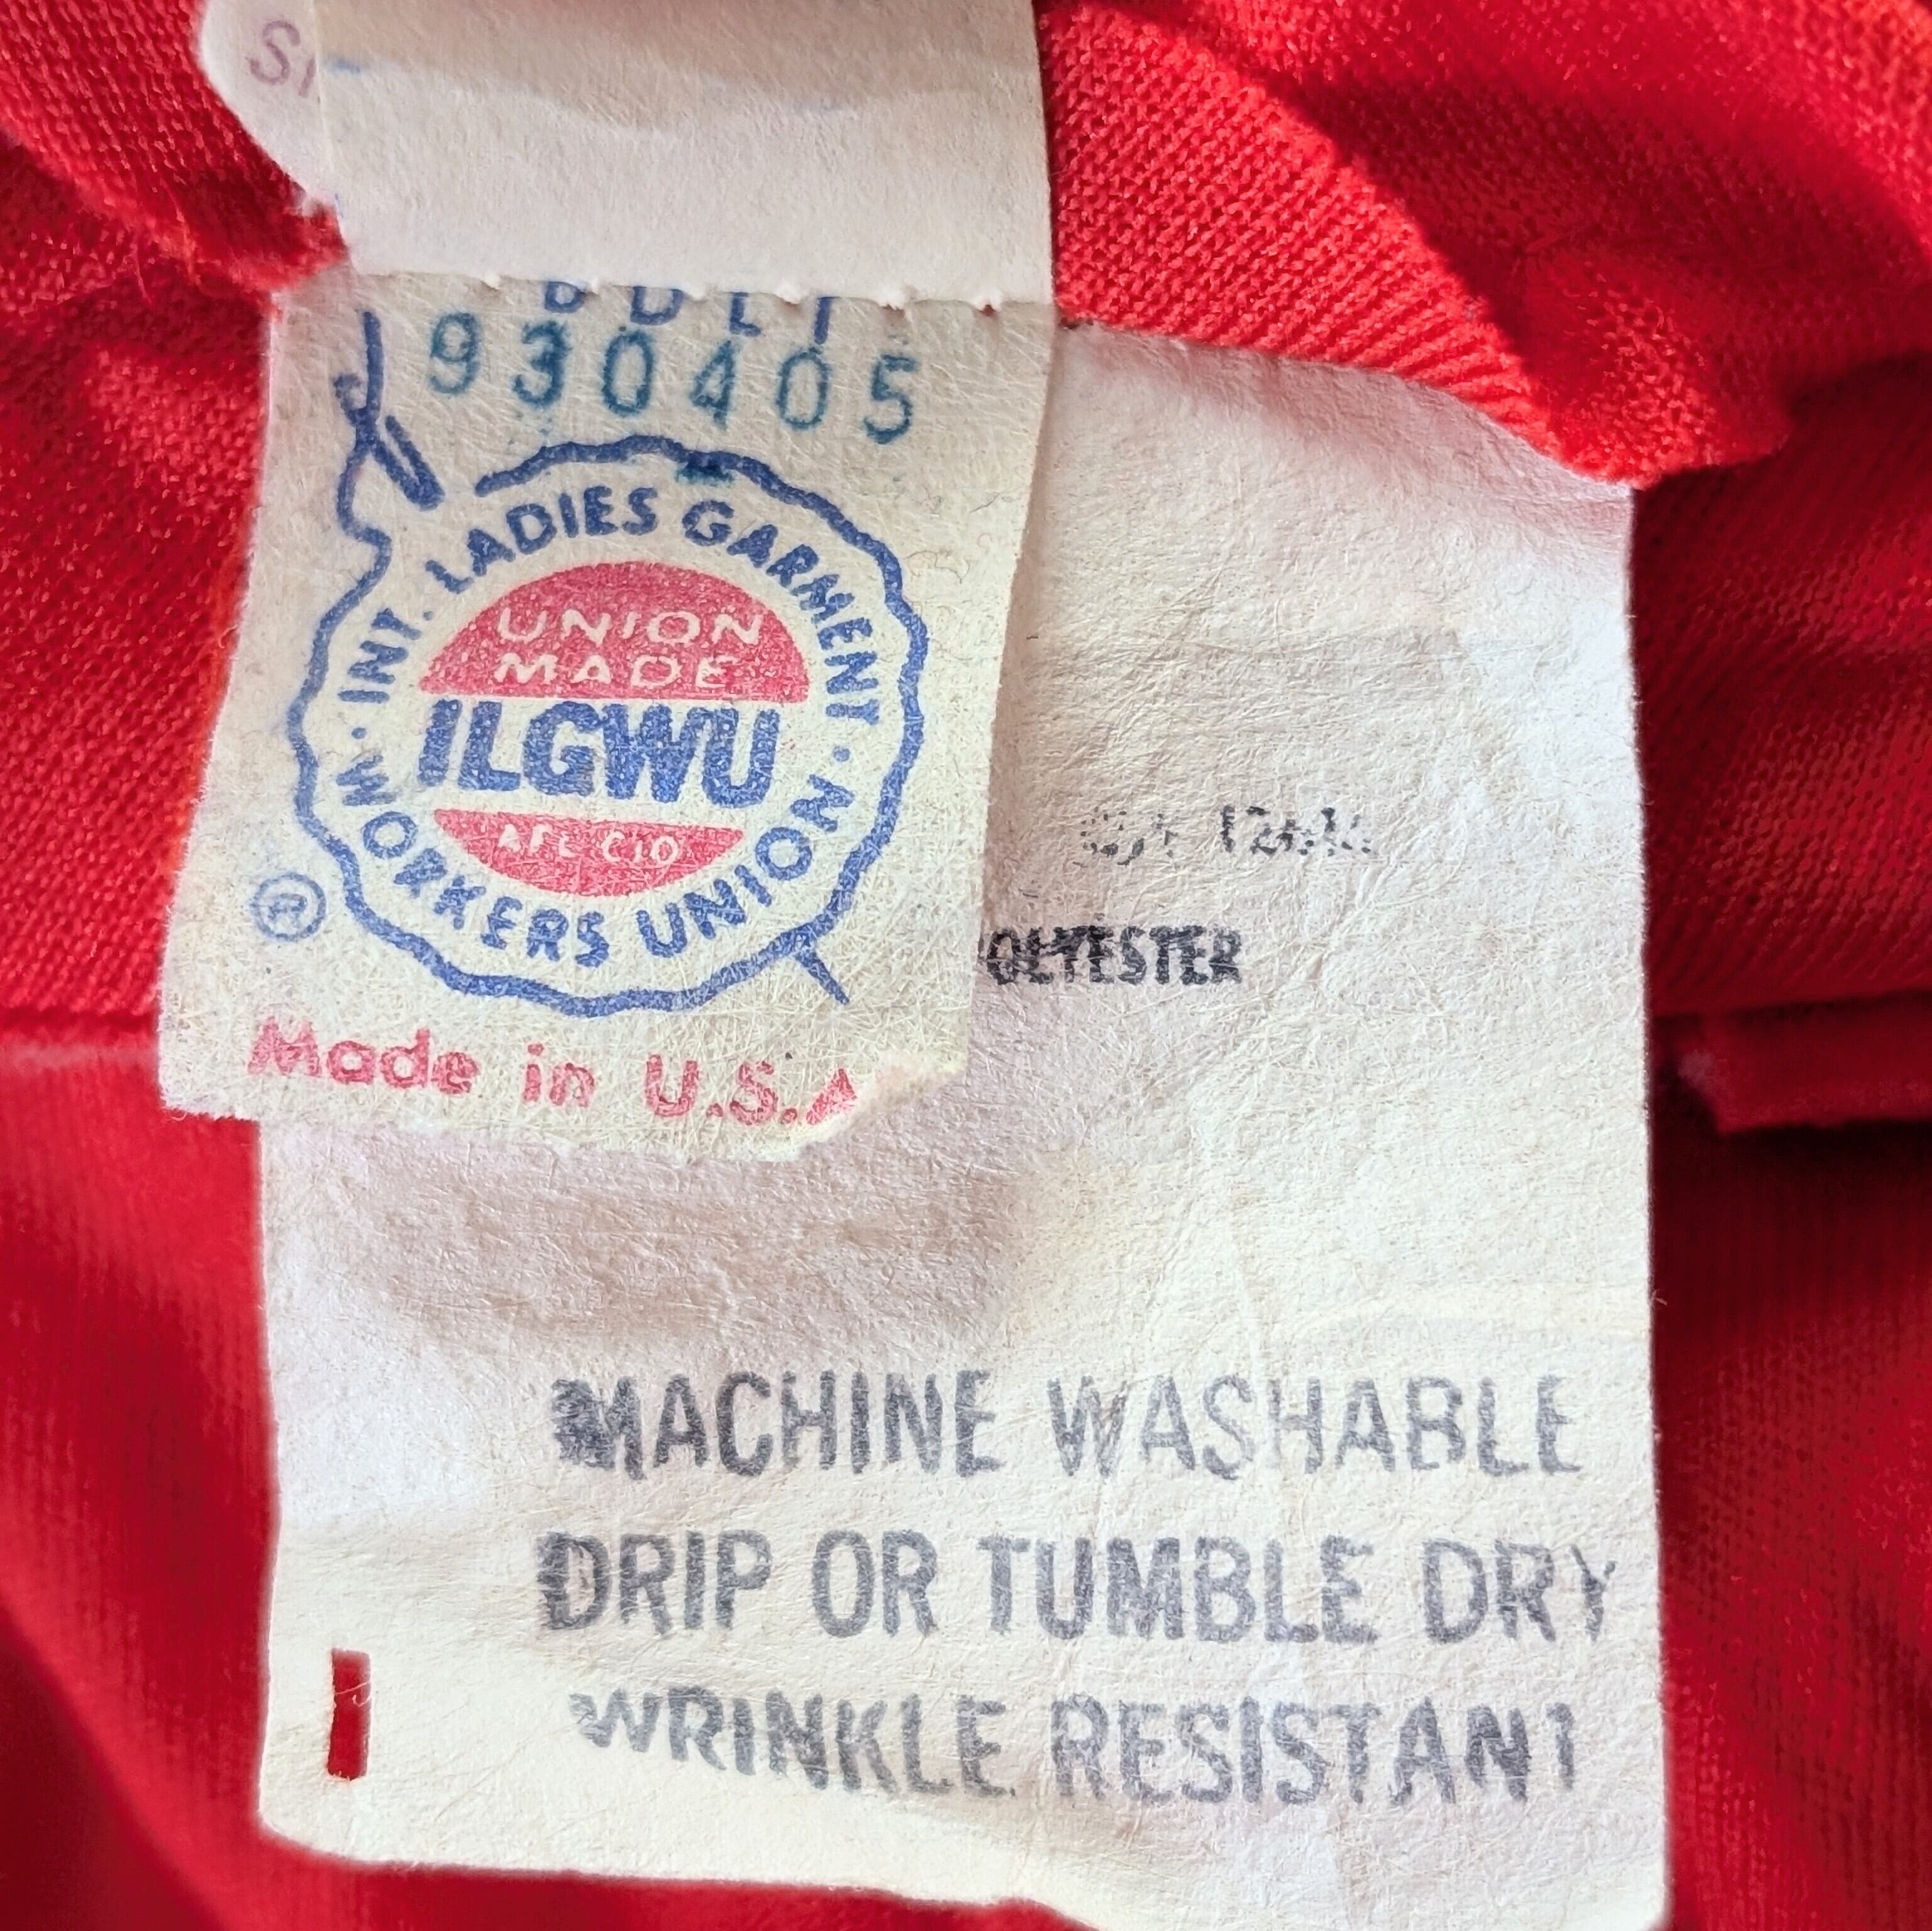 930405
INT. LADIES GARMENT WORKERS UNION
UNION
MADE
ILGWU
AFL CIO
®
Made in U.S.A
POLYESTER
MACHINE WASHABLE
DRIP OR TUMBLE DRY
WRINKLE RESISTANT